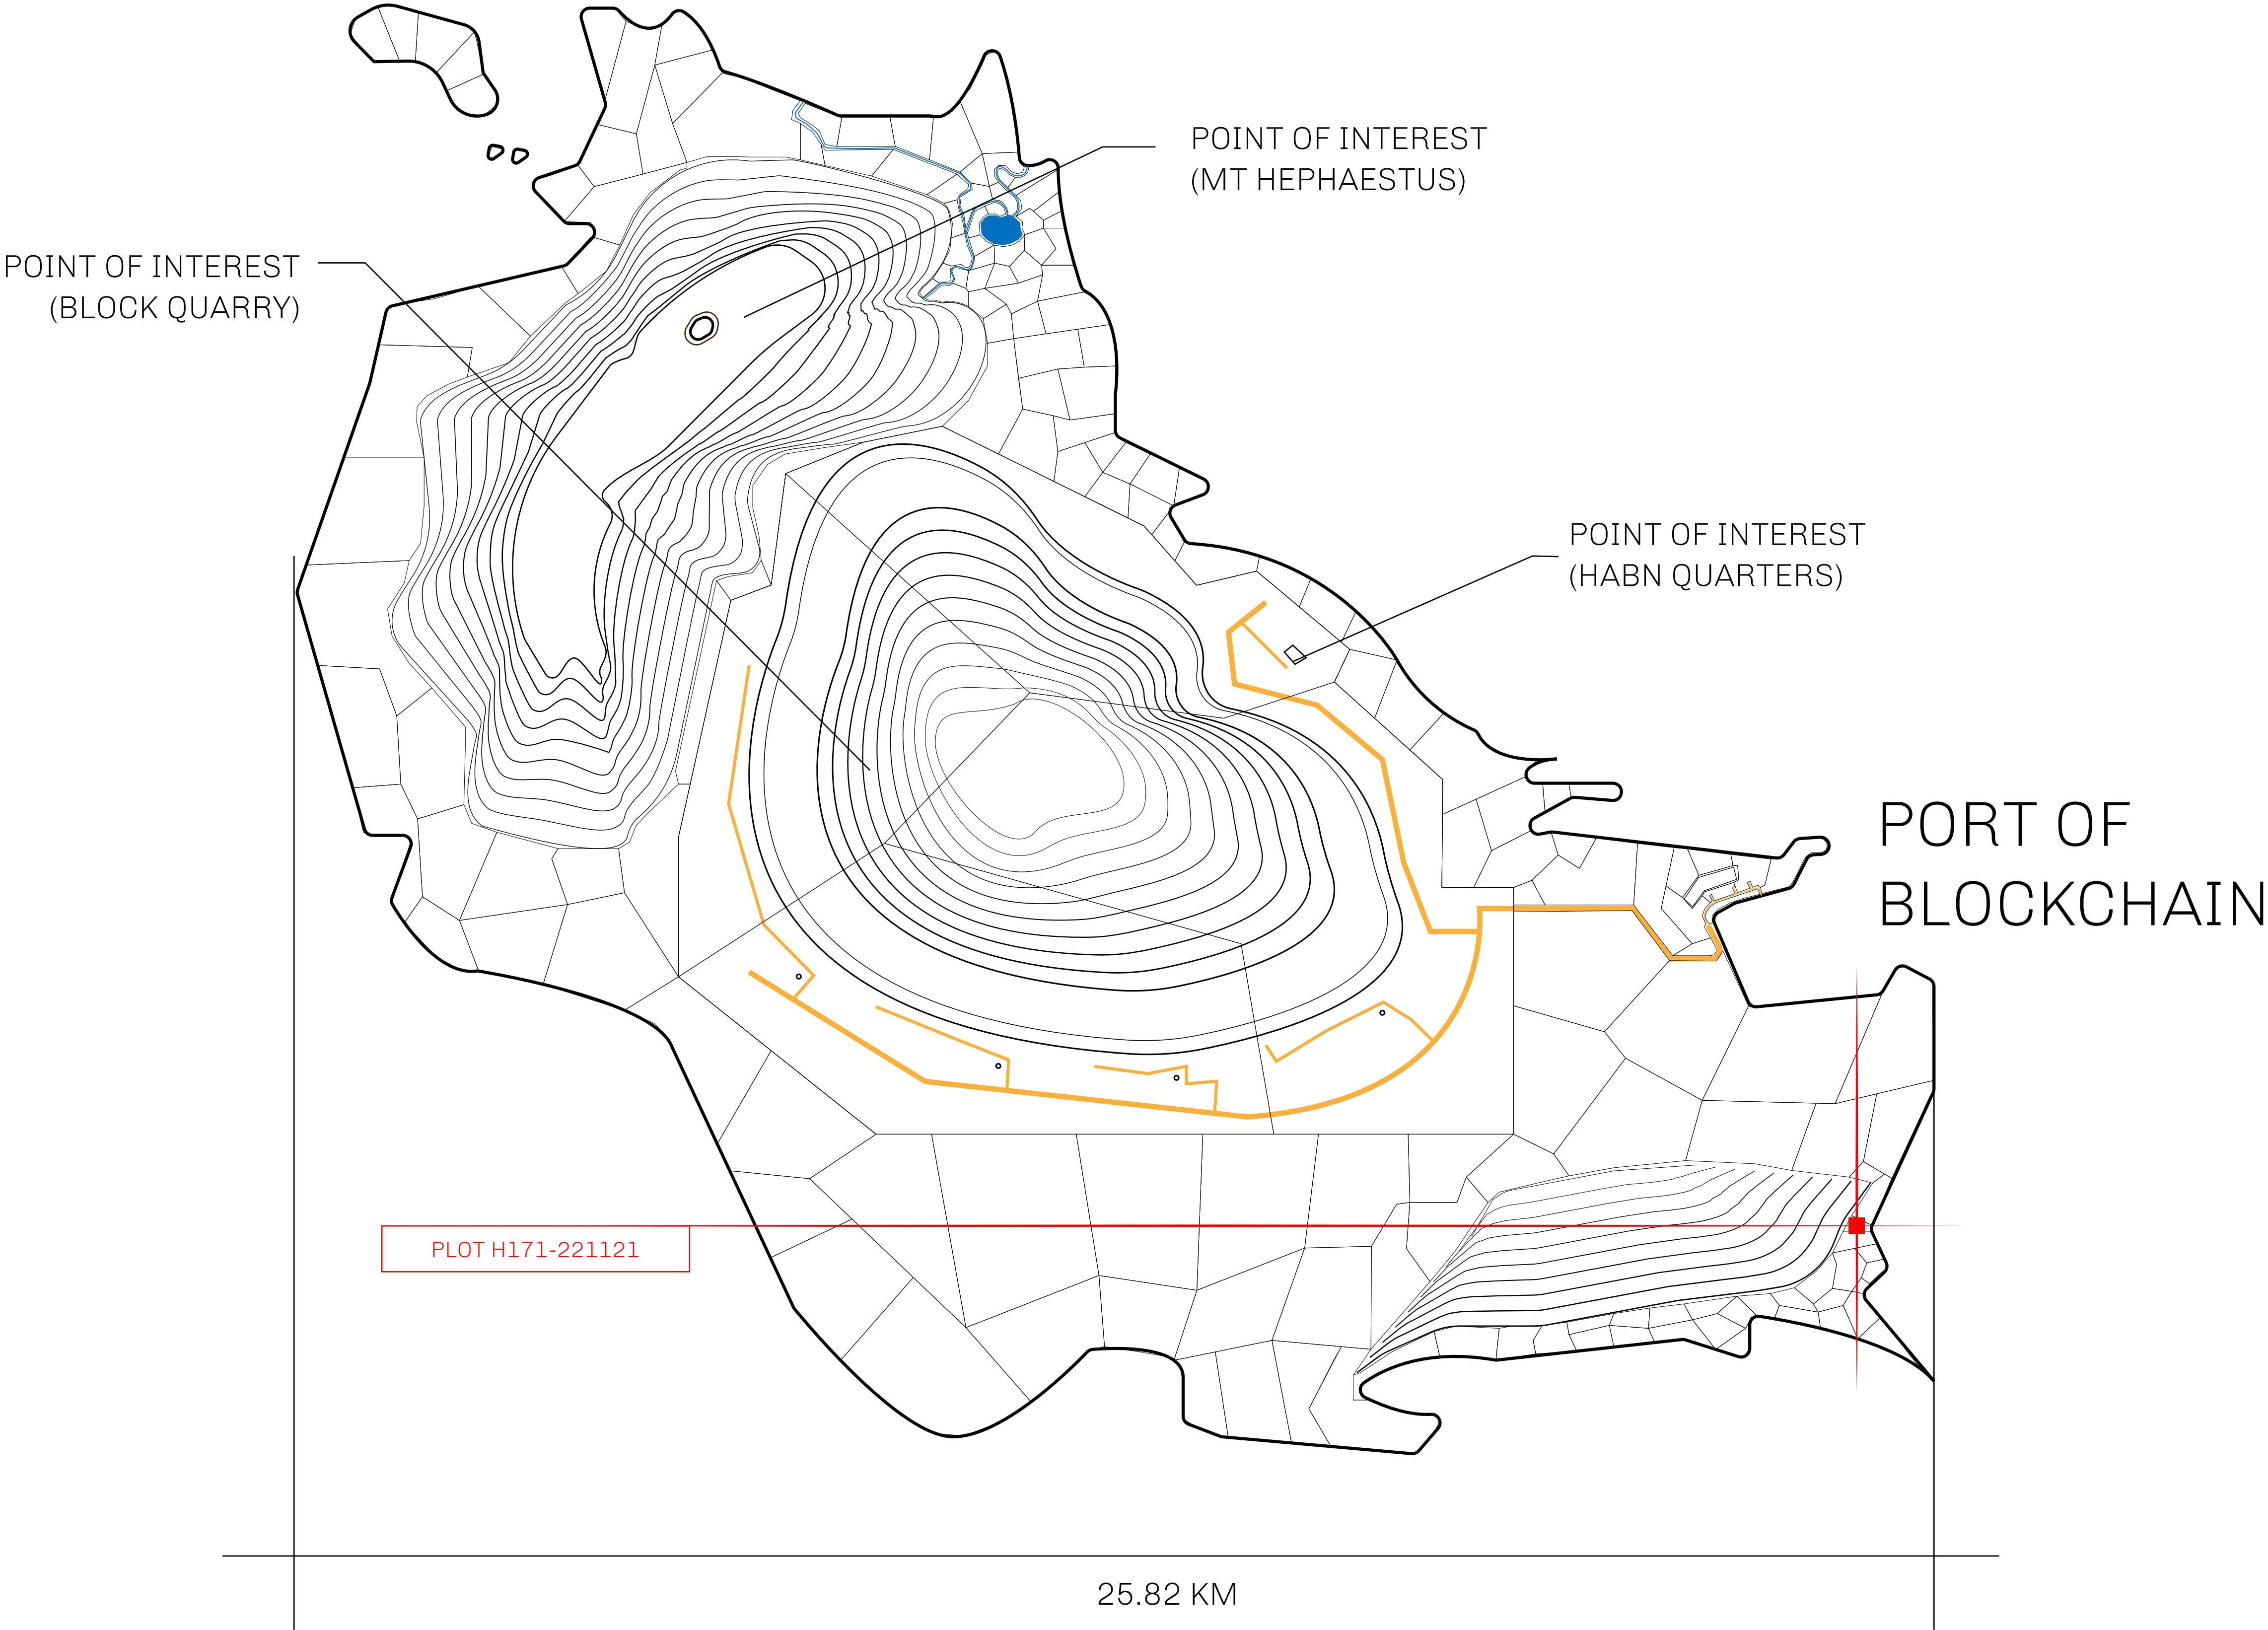 POINT OF INTEREST
(MT HEPHAESTUS)
POINT OF INTEREST
(BLOCK QUARRY)
POINT OF INTEREST
(HABN QUARTERS)
PORT OF
BLOCKCHAIN
PLOT H171-221121
25.82 KM